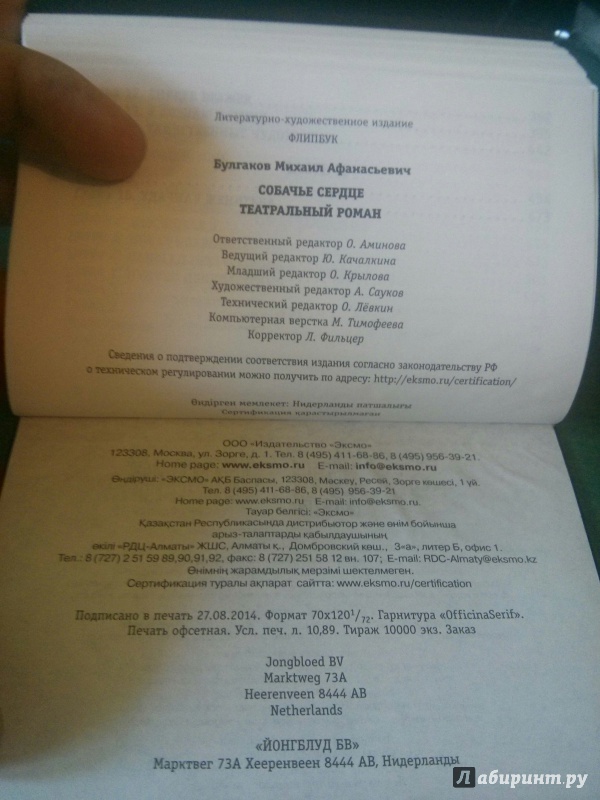 Литературно-художественное издание
ФЛИПБУК
Булгаков Михаил Афанасьевич
СОБАЧЬЕ СЕРДЦЕ
ТЕАТРАЛЬНЫЙ РОМАН
Ответственный редактор О. Аминова
Ведущий редактор Ю. Качалкина
Младший редактор О. Крылова
Художественный редактор А. Сауков
Технический редактор О. Лёвкин
Компьютерная верстка М. Тимофеева
Корректор Л. Фильцер
Сведения о подтверждении соответствия издания согласно законодательству РФ
о техническом регулировании можно получить по адресу: http://eksmo.ru/certification/
Өндірген мемлекет: Нидерланды патшалығы
Сертификация қарастырылмаған
ООО «Издательство «Эксмо»
123308, Москва, ул. Зорге, д. 1. Тел. 8 (495) 411-68-86, 8 (495) 956-39-21.
Home page: www.eksmo.ru E-mail: info@eksmo.ru
Өндіруші: «ЭКСМО» АҚБ Баспасы, 123308, Мәскеу, Ресей, Зорге көшесі, 1 үй.
Тел. 8 (495) 411-68-86, 8 (495) 956-39-21
Home page: www.eksmo.ru E-mail: info@eksmo.ru.
Тауар белгісі: «Эксмо»
Қазақстан Республикасында дистрибьютор және өнім бойынша
арыз-талаптарды қабылдаушының
өкілі «РДЦ-Алматы» ЖШС, Алматы қ., Домбровский көш., 3«а», литер Б, офис 1.
Тел.: 8 (727) 2 51 59 89,90,91,92, факс: 8 (727) 251 58 12 вн. 107; E-mail: RDC-Almaty@eksmo.kz
Өнімнің жарамдылық мерзімі шектелмеген.
Сертификация туралы ақпарат сайтта: www.eksmo.ru/certification
Подписано в печать 27.08.2014. Формат 70x120 1/72. Гарнитура «OfficinaSerif».
Печать офсетная. Усл. печ. л. 10,89. Тираж 10000 экз. Заказ
Jongbloed BV
Marktweg 73A
Heerenveen 8444 AB
Netherlands
«ЙОНГБЛУД БВ»
Марктвег 73А Хееренвеен 8444 АВ, Нидерланды
Лабиринт.ру